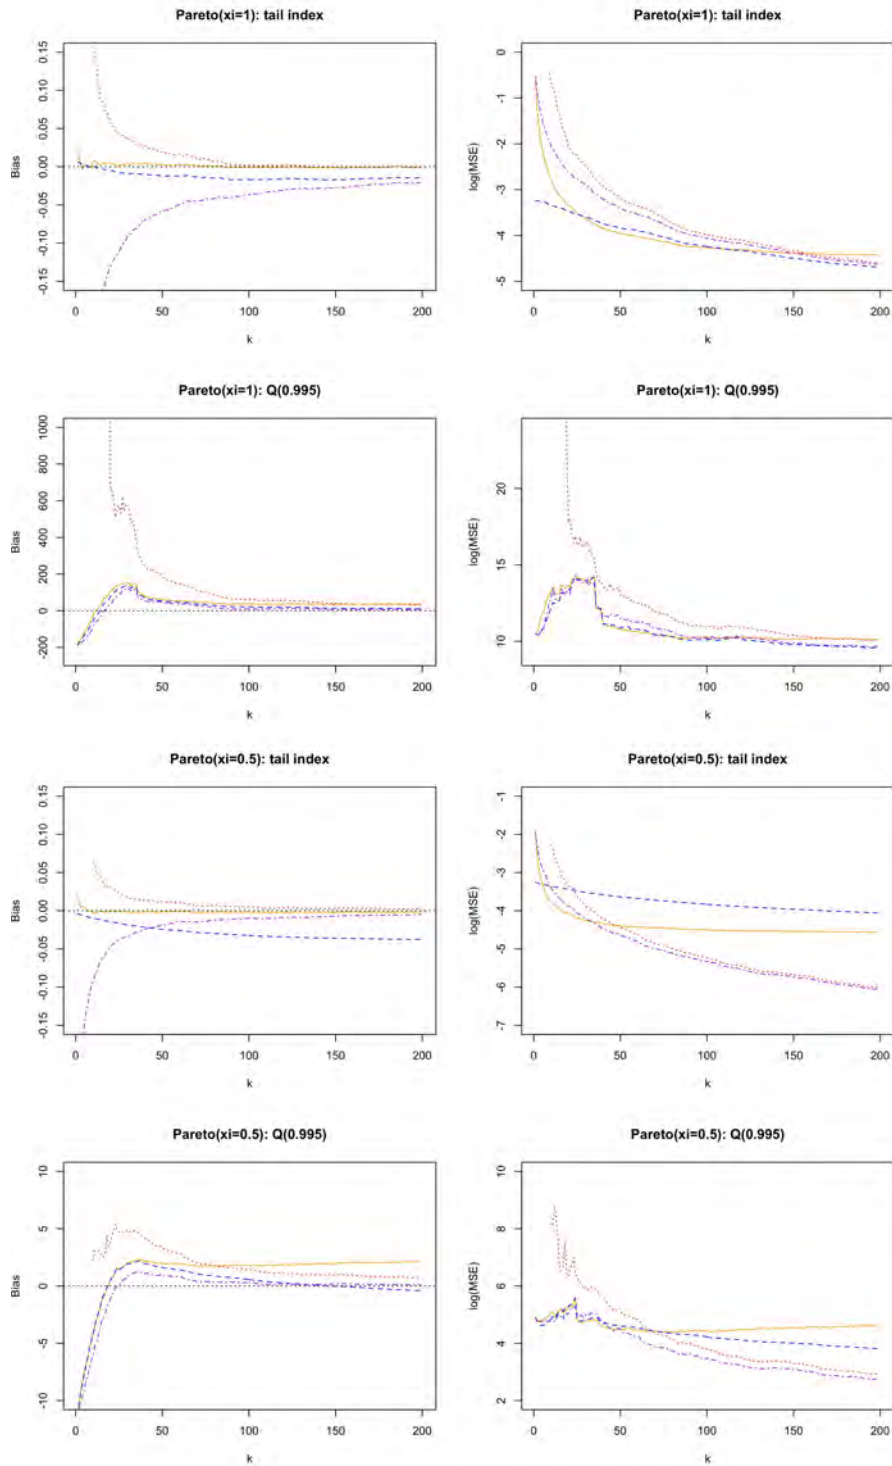 Pareto(xi=1): tail index
Pareto(xi=1): tail index
Bias
0.15
0.10
0.05
0.00
-0.05
-0.10
-0.15
0 50 100 150 200
k
log(MSE)
0
-1
-2
-3
-4
-5
0 50 100 150 200
k
Pareto(xi=1): Q(0.995)
Pareto(xi=1): Q(0.995)
Bias
1000
800
600
400
200
0
-200
0 50 100 150 200
k
log(MSE)
20
15
10
0 50 100 150 200
k
Pareto(xi=0.5): tail index
Pareto(xi=0.5): tail index
Bias
0.15
0.10
0.05
0.00
-0.05
-0.10
-0.15
0 50 100 150 200
k
log(MSE)
-1
-2
-3
-4
-5
-6
-7
0 50 100 150 200
k
Pareto(xi=0.5): Q(0.995)
Pareto(xi=0.5): Q(0.995)
Bias
10
5
0
-5
-10
0 50 100 150 200
k
log(MSE)
10
8
6
4
2
0 50 100 150 200
k